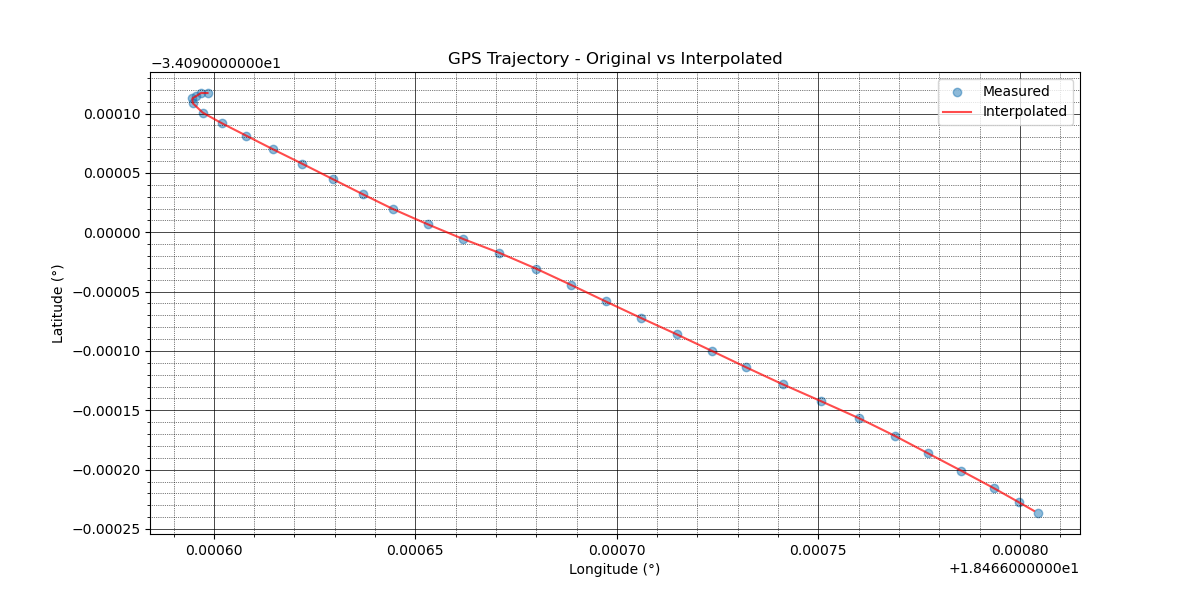 GPS Trajectory - Original vs Interpolated
−3.4090000000e1
Measured
Interpolated
0.00010
0.00005
0.00000
−0.00005
−0.00010
−0.00015
−0.00020
−0.00025
Latitude (°)
0.00060
0.00065
0.00070
0.00075
0.00080
Longitude (°)
+1.8466000000e1